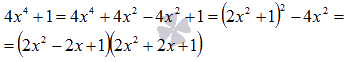 4x⁴ + 1 = 4x⁴ + 4x² − 4x² + 1 = (2x² + 1)² − 4x² =
= (2x² − 2x + 1)(2x² + 2x + 1)